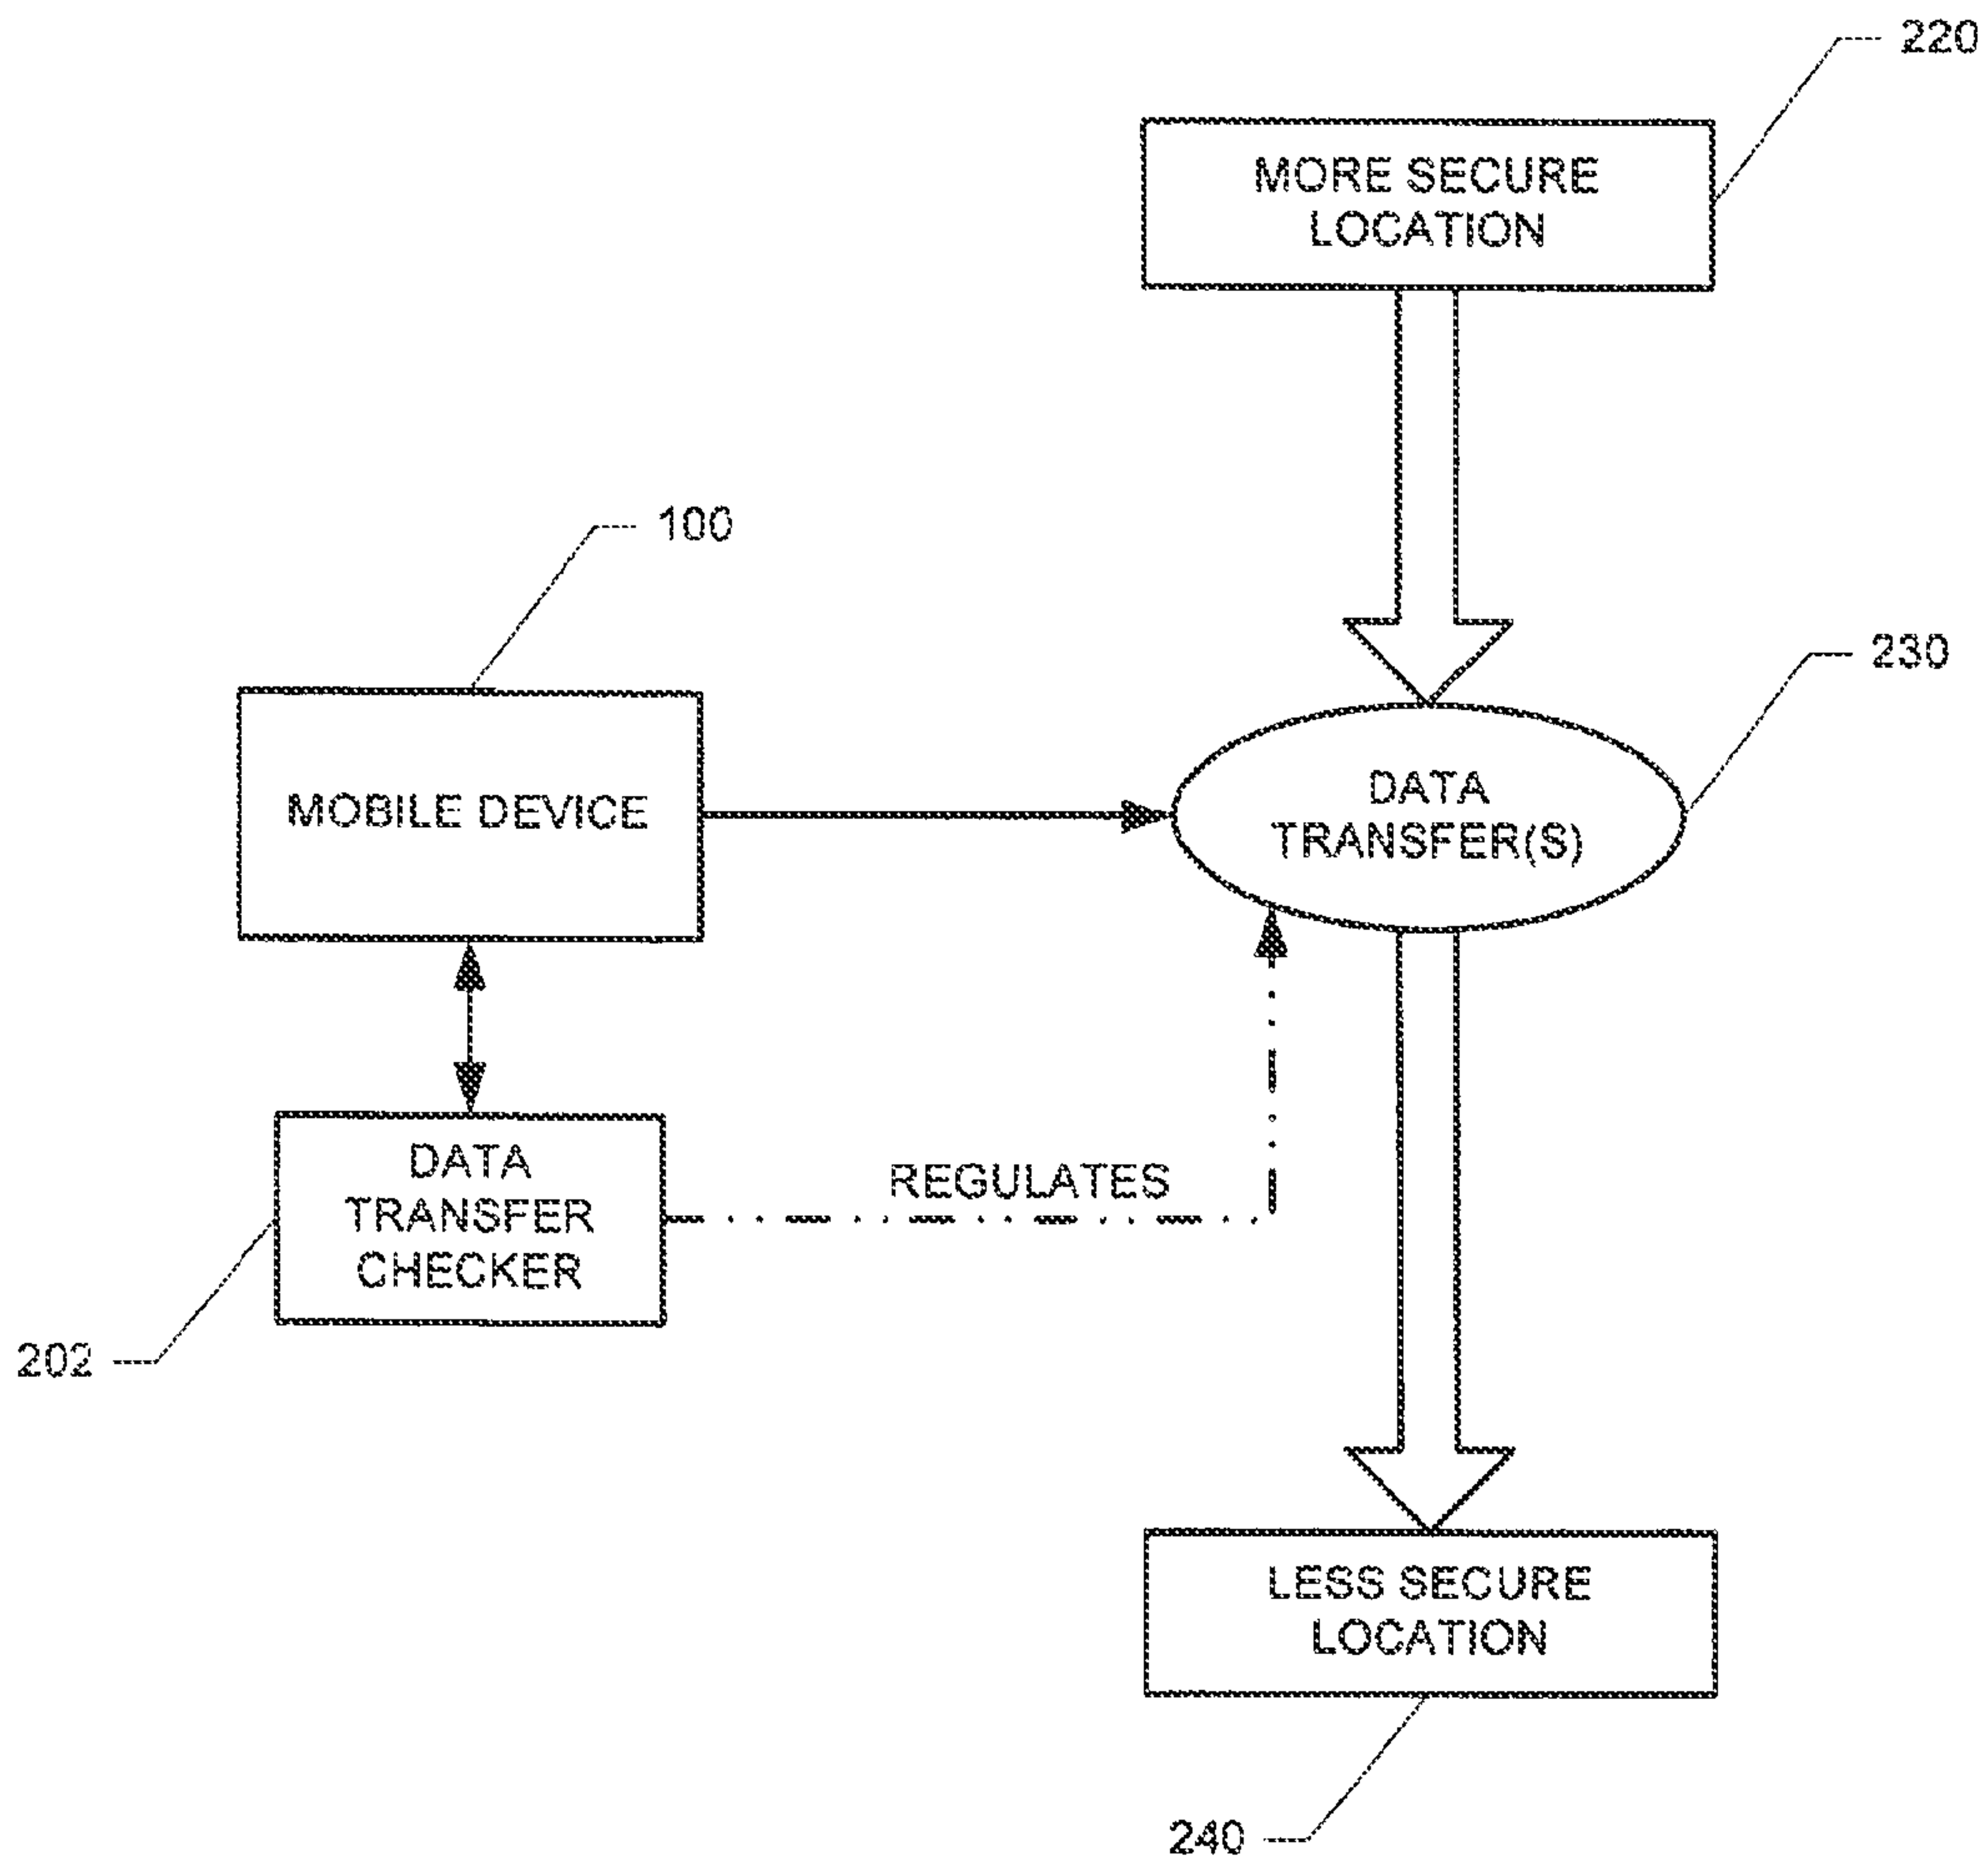 220
MORE SECURE
LOCATION
100
230
MOBILE DEVICE
DATA
TRANSFER(S)
DATA
TRANSFER
CHECKER
REGULATES
202
LESS SECURE
LOCATION
240